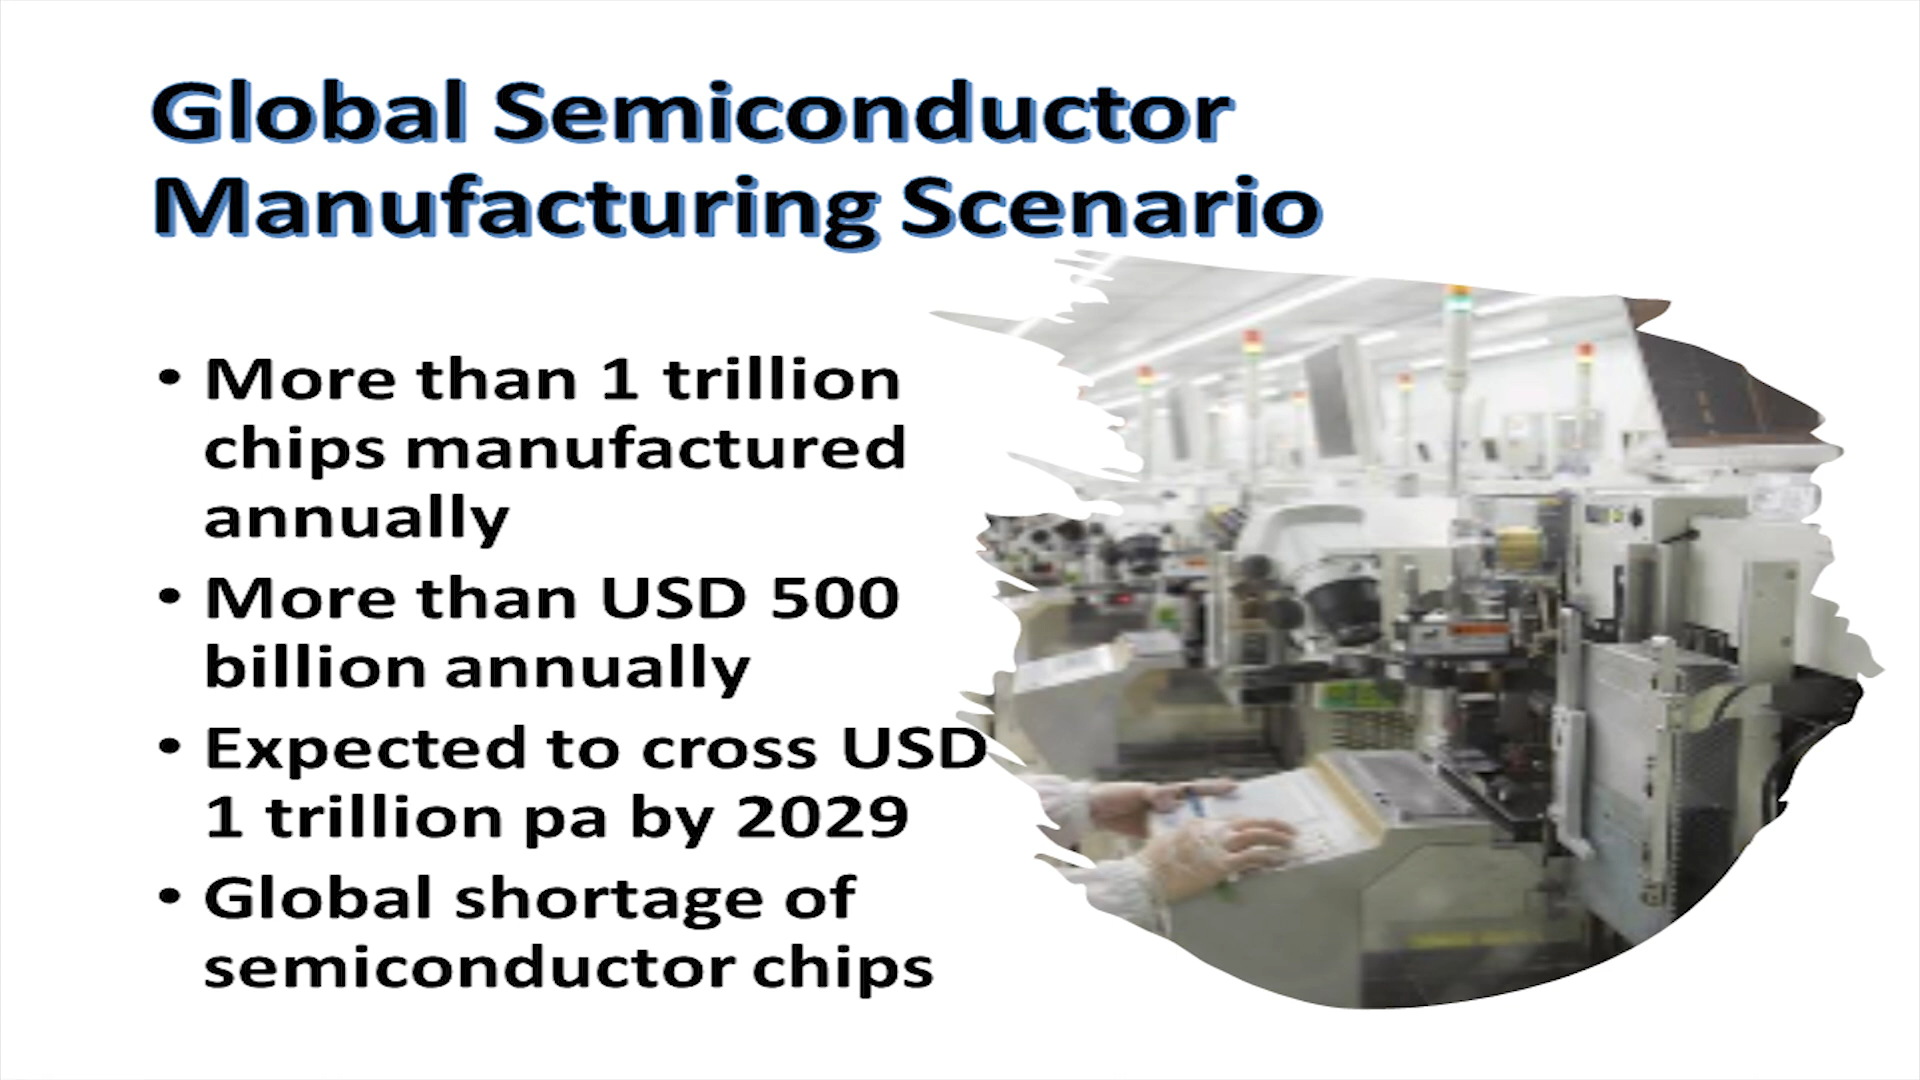 Global Semiconductor
Manufacturing Scenario
• More than 1 trillion
chips manufactured
annually
• More than USD 500
billion annually
• Expected to cross USD
1 trillion pa by 2029
• Global shortage of
semiconductor chips